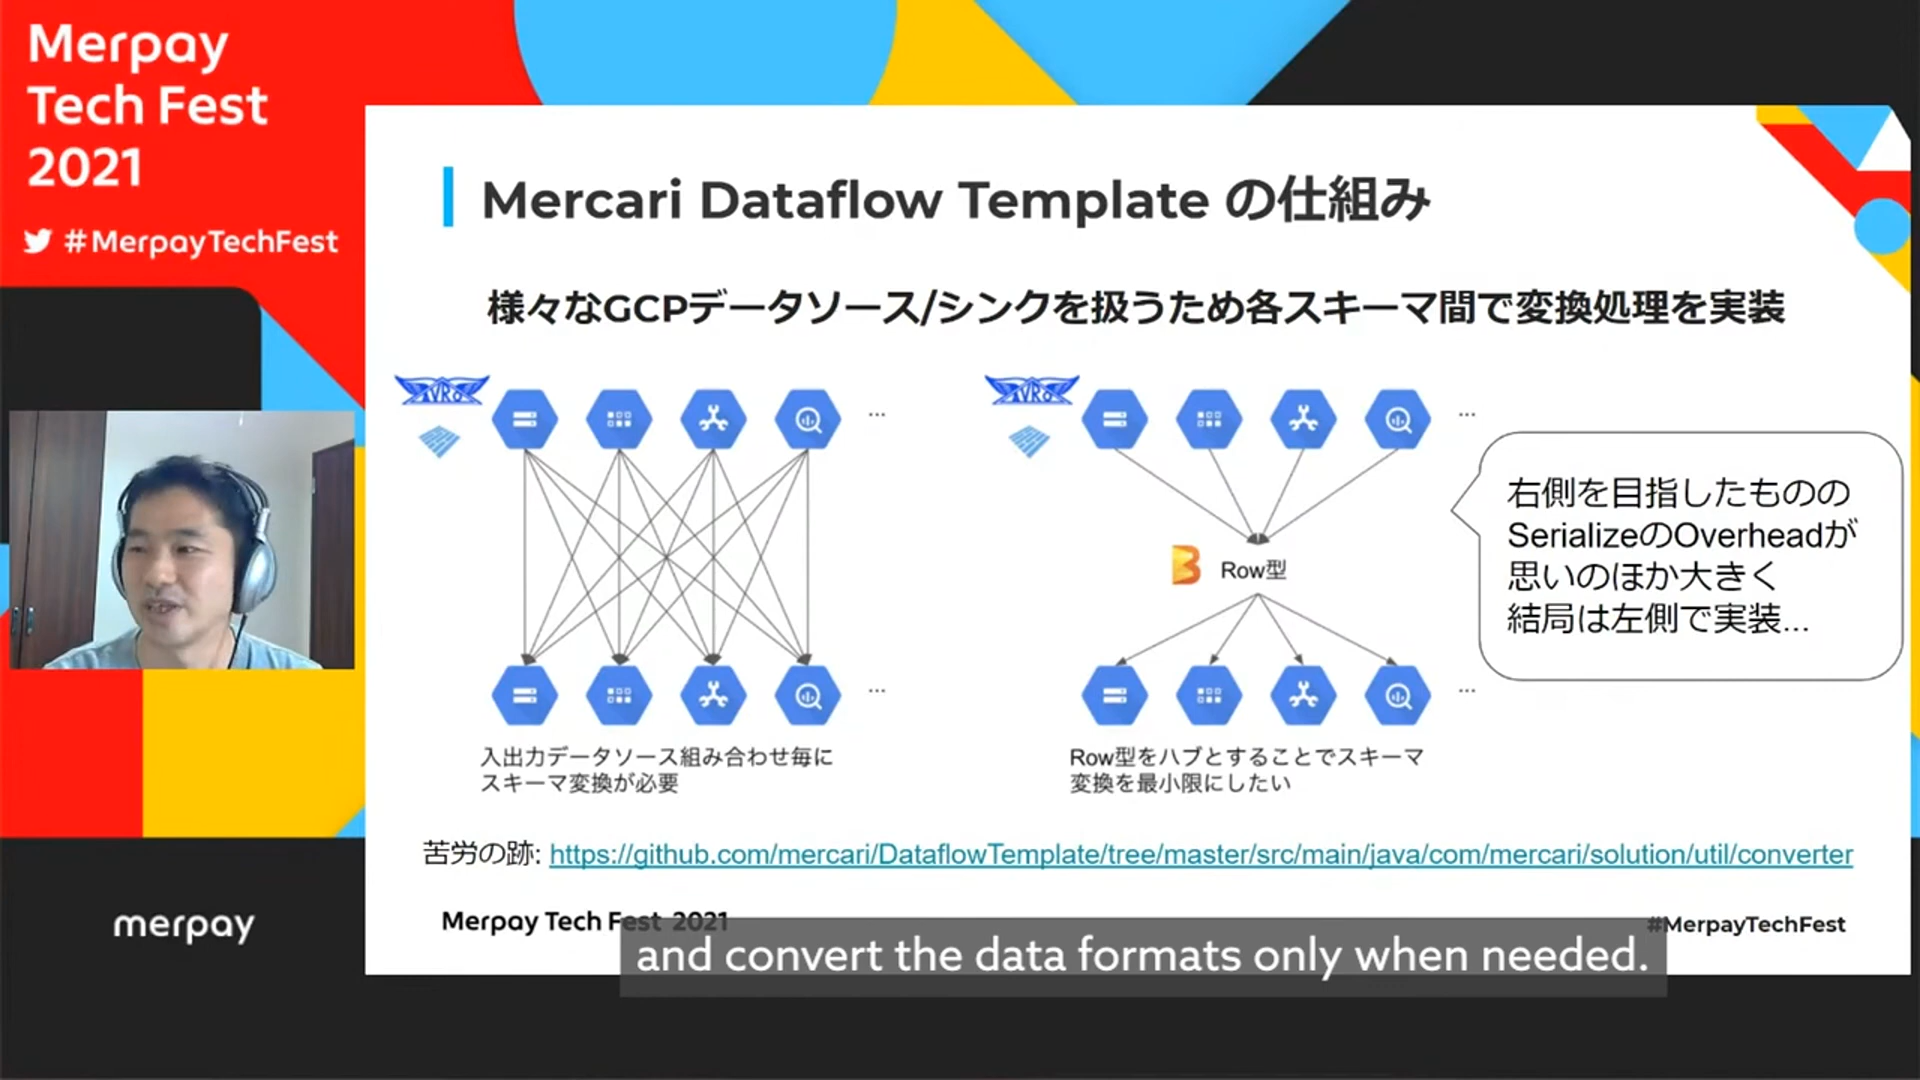 Merpay
Tech Fest
2021
#MerpayTechFest
Mercari Dataflow Template の仕組み
様々なGCPデータソース/シンクを扱うため各スキーマ間で変換処理を実装
AVRO
...
AVRO
...
右側を目指したものの
SerializeのOverheadが
思いのほか大きく
結局は左側で実装...
Row型
...
...
入出力データソース組み合わせ毎に
スキーマ変換が必要
Row型をハブとすることでスキーマ
変換を最小限にしたい
苦労の跡: https://github.com/mercari/DataflowTemplate/tree/master/src/main/java/com/mercari/solution/util/converter
merpay
Merpay Tech Fest 2021
#MerpayTechFest
and convert the data formats only when needed.